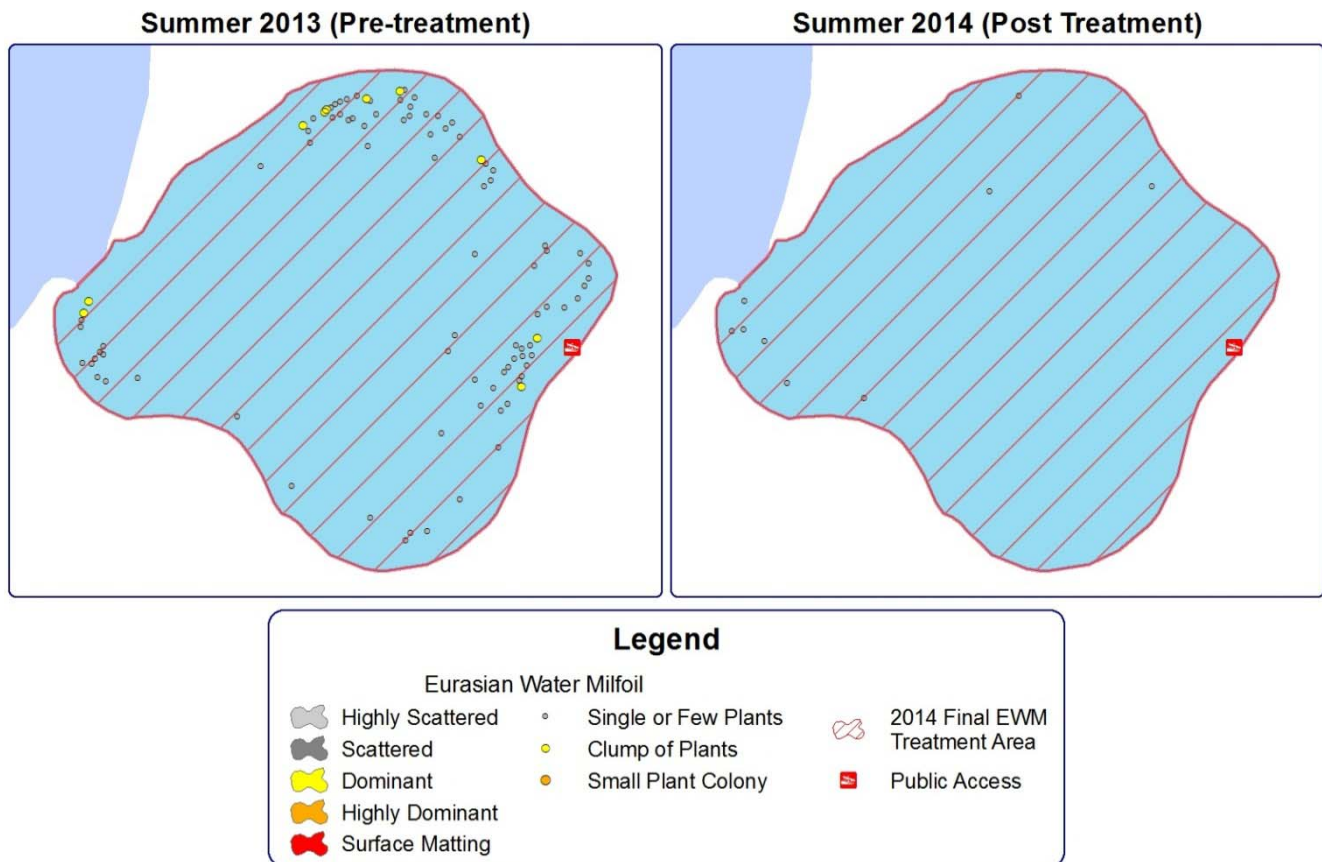 Summer 2013 (Pre-treatment)
Summer 2014 (Post Treatment)
Legend
Eurasian Water Milfoil
Highly Scattered
Scattered
Dominant
Highly Dominant
Surface Matting
Single or Few Plants
Clump of Plants
Small Plant Colony
2014 Final EWM
Treatment Area
Public Access